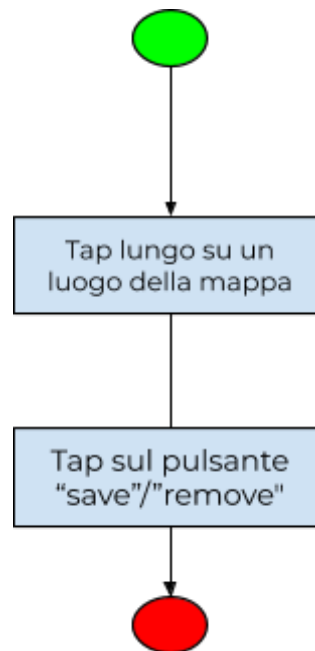 Tap lungo su un
luogo della mappa
Tap sul pulsante
“save”/”remove"